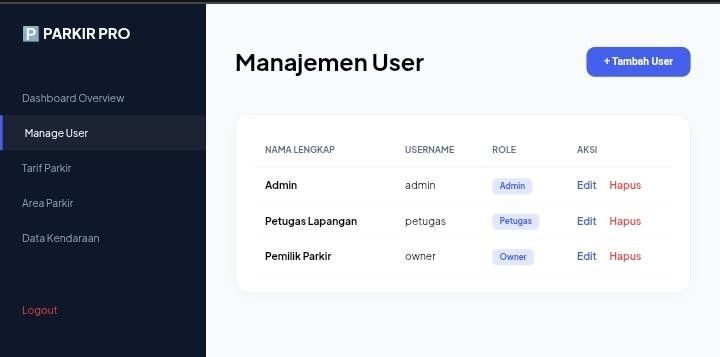 P PARKIR PRO
Dashboard Overview
Manage User
Tarif Parkir
Area Parkir
Data Kendaraan
Logout
Manajemen User
+ Tambah User
NAMA LENGKAP USERNAME ROLE AKSI
Admin admin Admin Edit Hapus
Petugas Lapangan petugas Petugas Edit Hapus
Pemilik Parkir owner Owner Edit Hapus